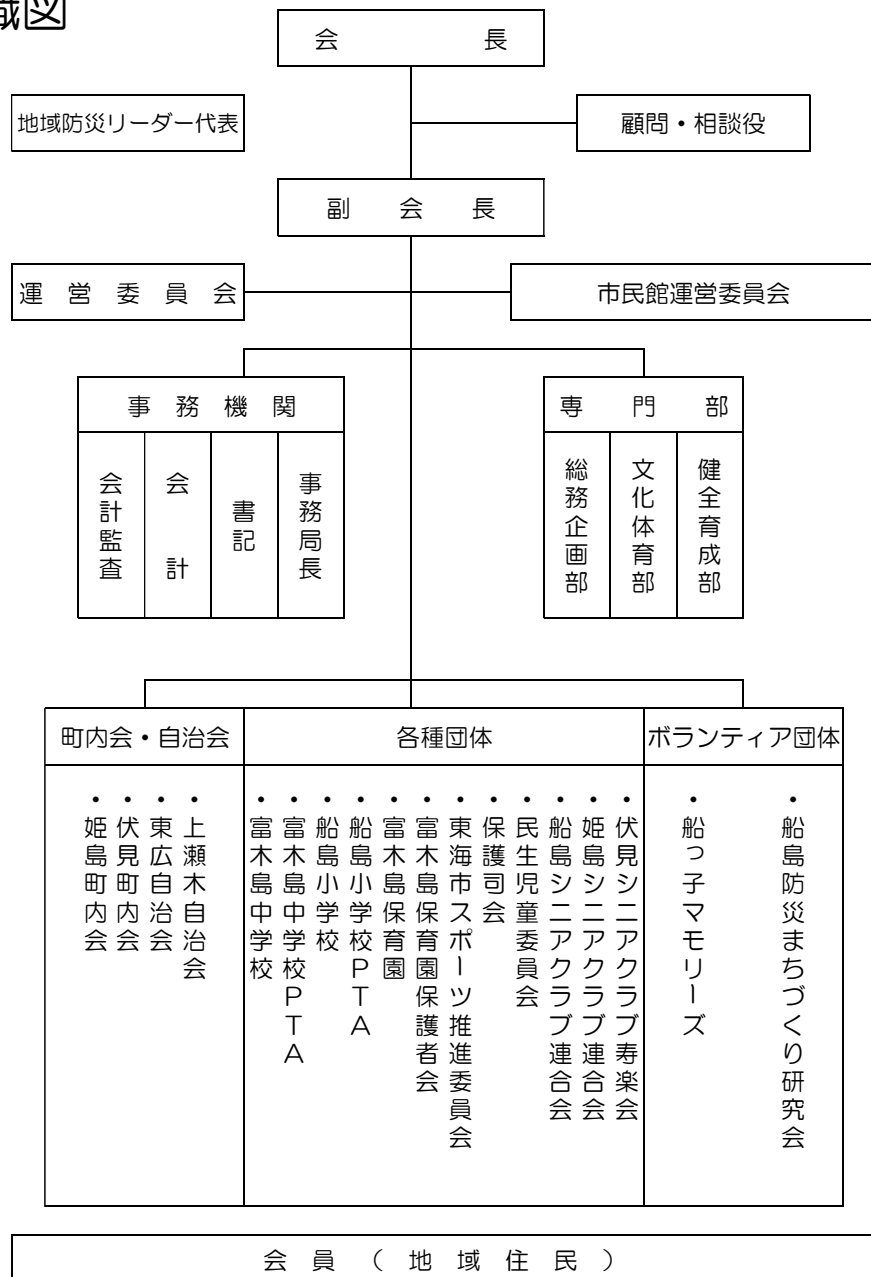 織図
会長
地域防災リーダー代表
顧問・相談役
副会長
運営委員会
市民館運営委員会
事務機関
専門部
事務局長
書記
会計
会計監査
健全育成部
文化体育部
総務企画部
町内会・自治会
各種団体
ボランティア団体
・上瀬木自治会
・東広自治会
・伏見町内会
・姫島町内会
・伏見シニアクラブ寿楽会
・姫島シニアクラブ連合会
・船島シニアクラブ連合会
・民生児童委員会
・保護司会
・東海市スポーツ推進委員会
・富木島保育園保護者会
・富木島保育園
・船島小学校PTA
・船島小学校
・富木島中学校PTA
・富木島中学校
・船島防災まちづくり研究会
・船っ子マモリーズ
会員(地域住民)